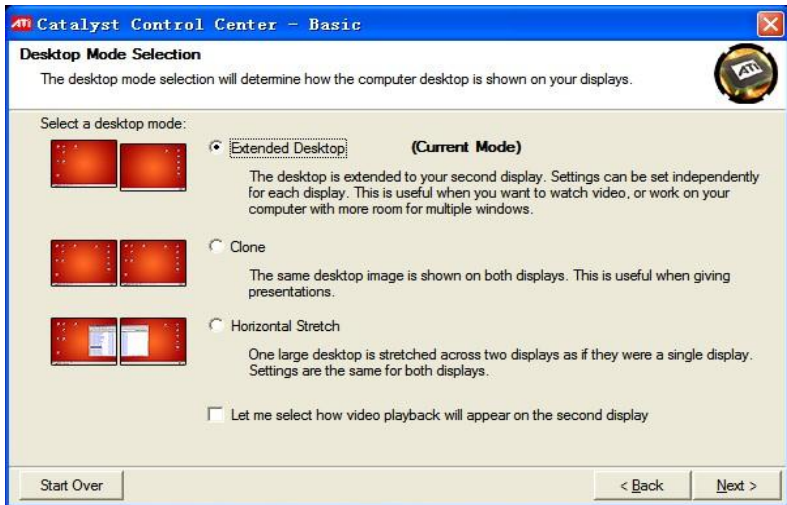 ATI Catalyst Control Center - Basic
Desktop Mode Selection
The desktop mode selection will determine how the computer desktop is shown on your displays.
ATI
Select a desktop mode:
Extended Desktop (Current Mode)
The desktop is extended to your second display. Settings can be set independently
for each display. This is useful when you want to watch video, or work on your
computer with more room for multiple windows.
Clone
The same desktop image is shown on both displays. This is useful when giving
presentations.
Horizontal Stretch
One large desktop is stretched across two displays as if they were a single display.
Settings are the same for both displays.
Let me select how video playback will appear on the second display
Start Over < Back Next >